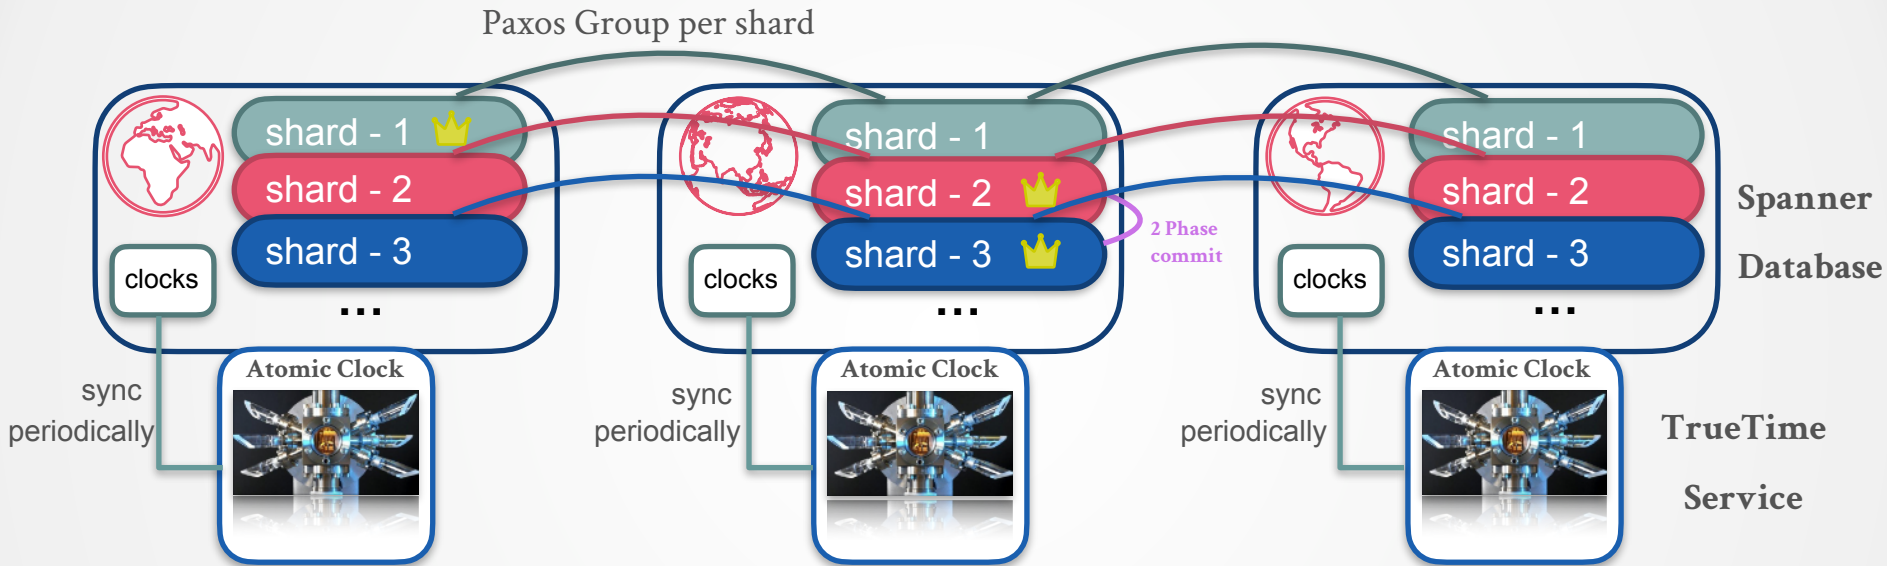 Paxos Group per shard
shard - 1
shard - 2
shard - 3
...
clocks
sync
periodically
Atomic Clock
shard - 1
shard - 2
shard - 3
...
2 Phase
commit
clocks
sync
periodically
Atomic Clock
shard - 1
shard - 2
shard - 3
...
clocks
sync
periodically
Atomic Clock
Spanner
Database
TrueTime
Service